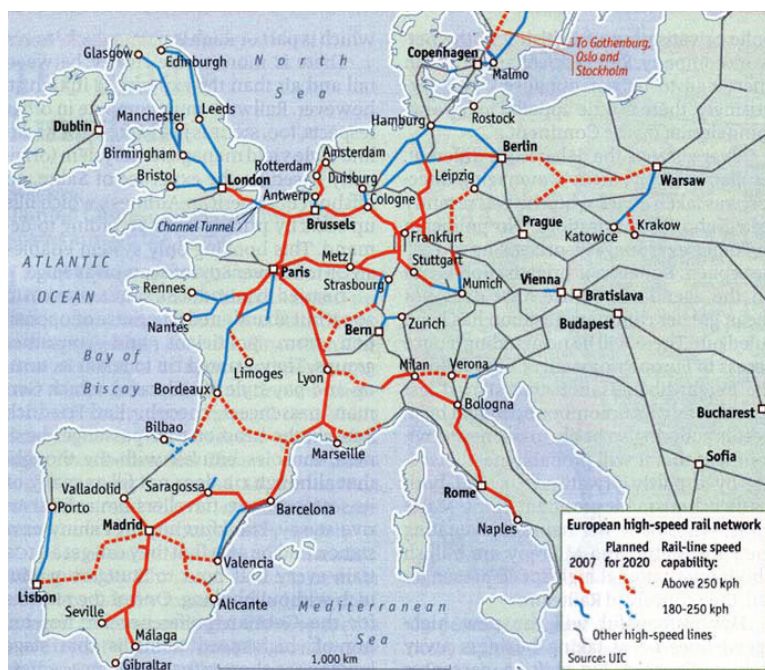 Glasgow
Edinburgh
North
Sea
To Gothenburg,
Oslo and
Stockholm
Copenhagen
Malmo
Rostock
Leeds
Manchester
Dublin
Hamburg
Birmingham
Amsterdam
Rotterdam
Berlin
Bristol
London
Duisburg
Leipzig
Warsaw
Antwerp
Cologne
Channel Tunnel
Brussels
Prague
Krakow
Katowice
Frankfurt
ATLANTIC
OCEAN
Metz
Stuttgart
Paris
Rennes
Strasbourg
Munich
Vienna
Bratislava
Nantes
Zurich
Budapest
Bern
Bay of
Biscay
Limoges
Lyon
Milan
Verona
Bordeaux
Bologna
Bucharest
Bilbao
Marseille
Sofia
Valladolid
Saragossa
Porto
Barcelona
Rome
Madrid
Naples
Valencia
Lisbon
Alicante
Mediterranean
Sea
Seville
Málaga
Gibraltar
1,000 km
European high-speed rail network
2007
Planned
for 2020
Rail-line speed
capability:
Above 250 kph
180-250 kph
Other high-speed lines
Source: UIC